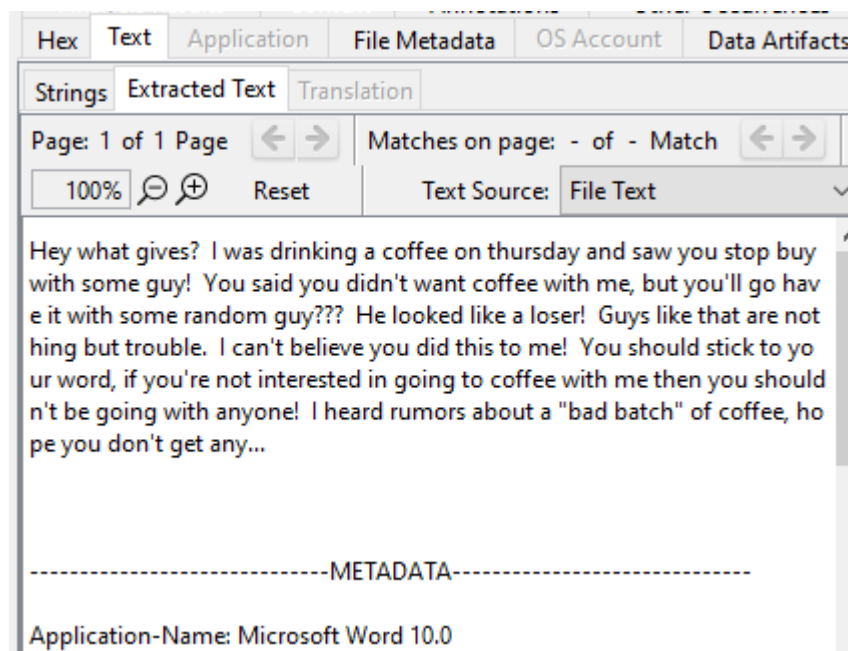 Hex Text Application File Metadata OS Account Data Artifacts
Strings Extracted Text Translation
Page: 1 of 1 Page Matches on page: - of - Match
100% Reset Text Source: File Text
Hey what gives?  I was drinking a coffee on thursday and saw you stop buy
with some guy!  You said you didn't want coffee with me, but you'll go hav
e it with some random guy???  He looked like a loser!  Guys like that are not
hing but trouble.  I can't believe you did this to me!  You should stick to yo
ur word, if you're not interested in going to coffee with me then you should
n't be going with anyone!  I heard rumors about a "bad batch" of coffee, ho
pe you don't get any...
------------------------------METADATA------------------------------
Application-Name: Microsoft Word 10.0